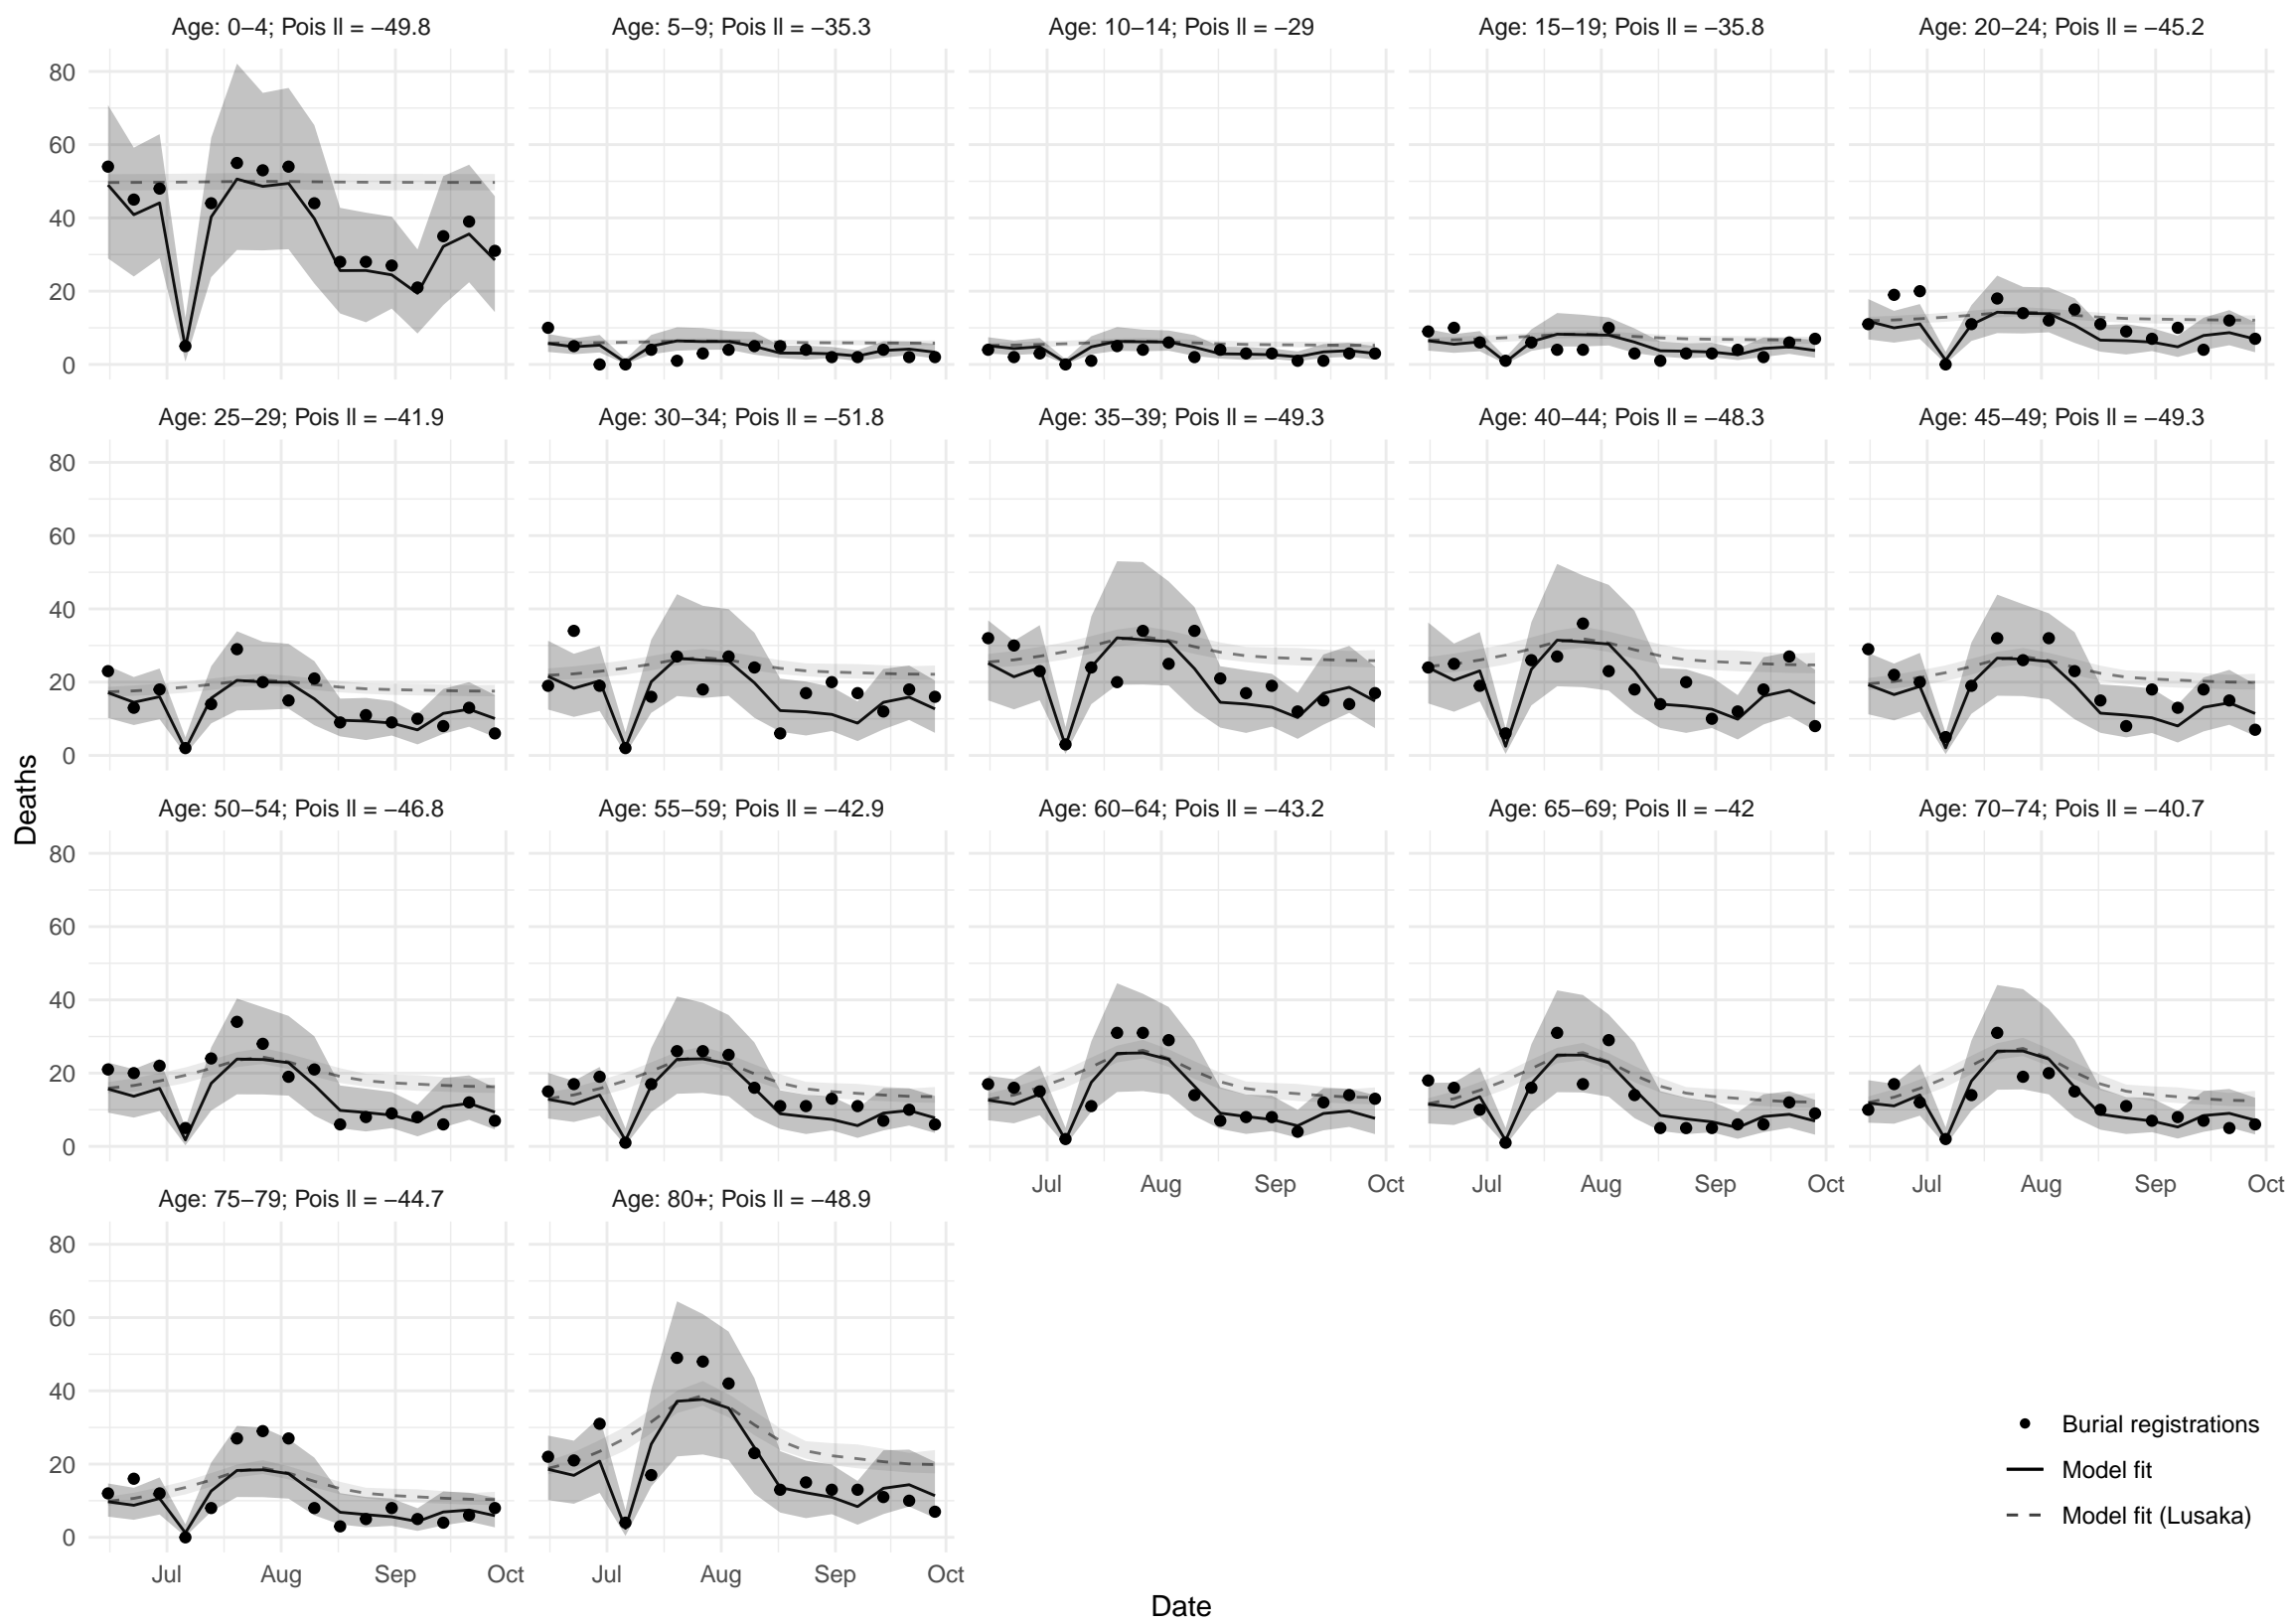 Age: 0−4; Pois ll = −49.8
Age: 5−9; Pois ll = −35.3
Age: 10−14; Pois ll = −29
Age: 15−19; Pois ll = −35.8
Age: 20−24; Pois ll = −45.2
80
60
40
20
0
Age: 25−29; Pois ll = −41.9
Age: 30−34; Pois ll = −51.8
Age: 35−39; Pois ll = −49.3
Age: 40−44; Pois ll = −48.3
Age: 45−49; Pois ll = −49.3
80
60
40
20
0
Deaths
Age: 50−54; Pois ll = −46.8
Age: 55−59; Pois ll = −42.9
Age: 60−64; Pois ll = −43.2
Age: 65−69; Pois ll = −42
Age: 70−74; Pois ll = −40.7
80
60
40
20
0
Jul Aug Sep Oct
Jul Aug Sep Oct
Jul Aug Sep Oct
Age: 75−79; Pois ll = −44.7
Age: 80+; Pois ll = −48.9
80
60
40
20
0
Jul Aug Sep Oct
Jul Aug Sep Oct
Burial registrations
Model fit
Model fit (Lusaka)
Date